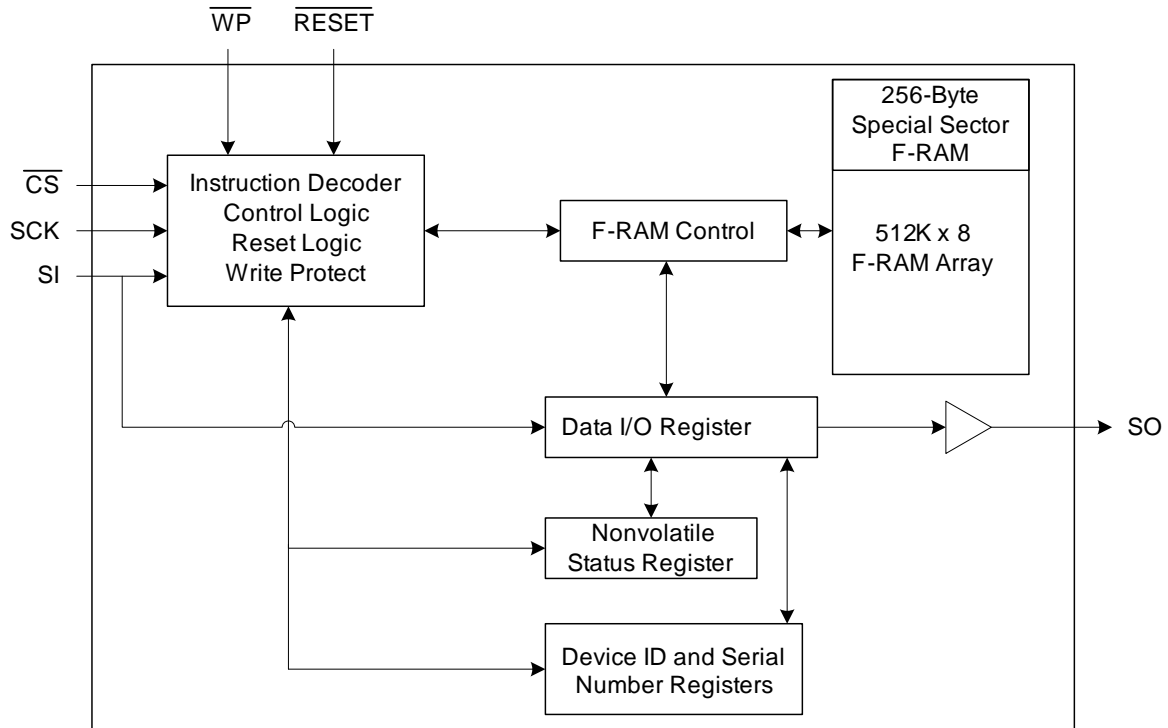 WP
RESET
256-Byte
Special Sector
F-RAM
CS
SCK
SI
Instruction Decoder
Control Logic
Reset Logic
Write Protect
F-RAM Control
512K x 8
F-RAM Array
Data I/O Register
SO
Nonvolatile
Status Register
Device ID and Serial
Number Registers